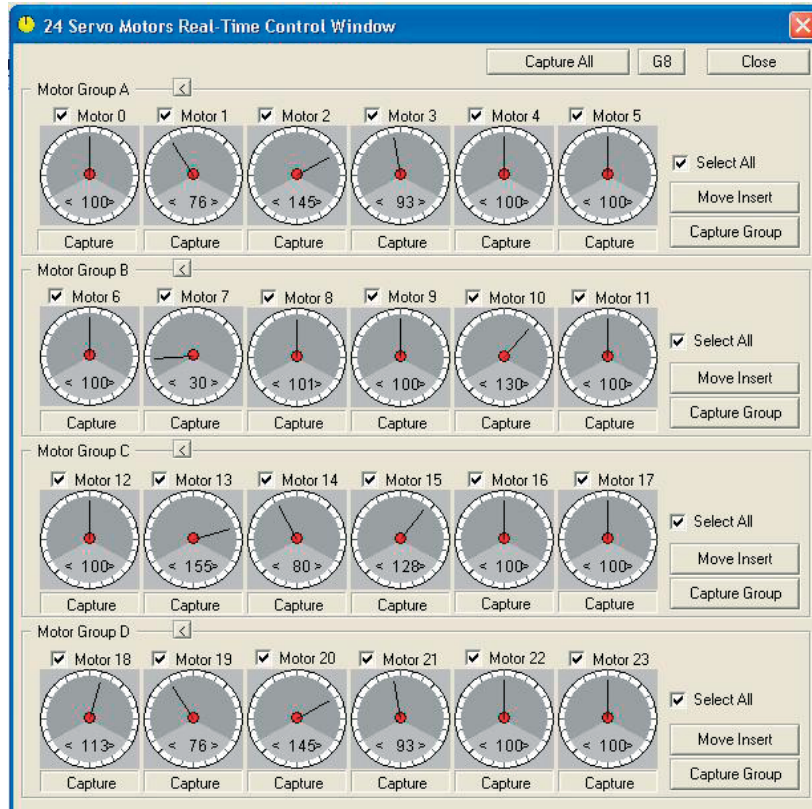 24 Servo Motors Real-Time Control Window
Capture All G8 Close
Motor Group A <
Motor 0 Motor 1 Motor 2 Motor 3 Motor 4 Motor 5
Select All
< 100> < 76 > < 145> < 93 > < 100> < 100>
Move Insert
Capture Capture Capture Capture Capture Capture
Capture Group
Motor Group B <
Motor 6 Motor 7 Motor 8 Motor 9 Motor 10 Motor 11
Select All
< 100> < 30 > < 101 > < 100> < 130 > < 100>
Move Insert
Capture Capture Capture Capture Capture Capture
Capture Group
Motor Group C <
Motor 12 Motor 13 Motor 14 Motor 15 Motor 16 Motor 17
Select All
< 100> < 155> < 80 > < 128> < 100> < 100>
Move Insert
Capture Capture Capture Capture Capture Capture
Capture Group
Motor Group D <
Motor 18 Motor 19 Motor 20 Motor 21 Motor 22 Motor 23
Select All
< 113> < 76 > < 145> < 93 > < 100> < 100>
Move Insert
Capture Capture Capture Capture Capture Capture
Capture Group